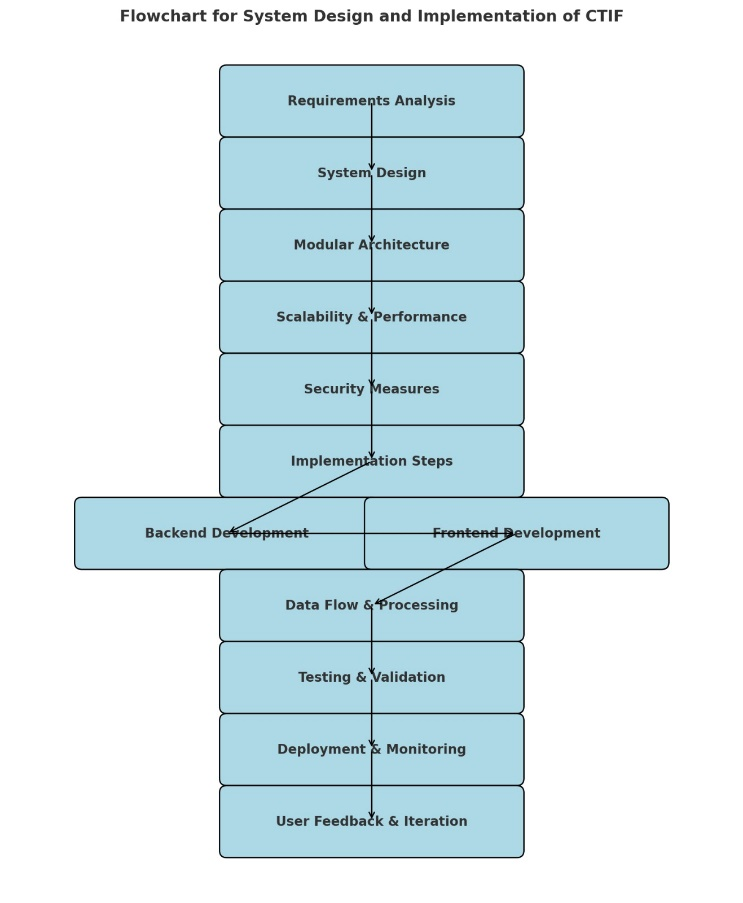 Flowchart for System Design and Implementation of CTIF
Requirements Analysis
System Design
Modular Architecture
Scalability & Performance
Security Measures
Implementation Steps
Backend Development
Frontend Development
Data Flow & Processing
Testing & Validation
Deployment & Monitoring
User Feedback & Iteration